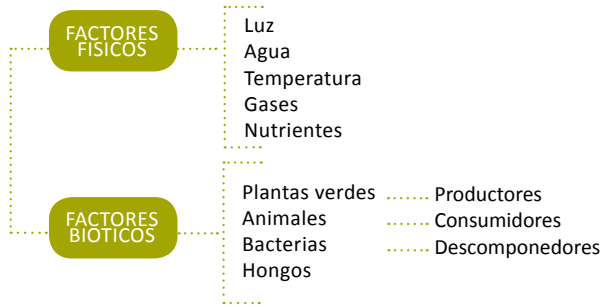 FACTORES
FISICOS
Luz
Agua
Temperatura
Gases
Nutrientes
FACTORES
BIOTICOS
Plantas verdes ....... Productores
Animales ....... Consumidores
Bacterias ....... Descomponedores
Hongos